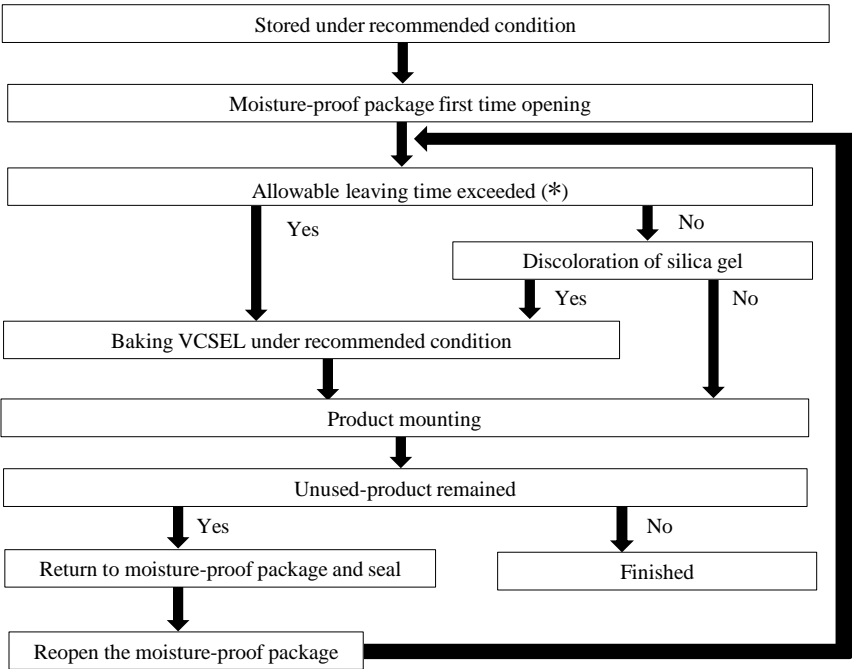 Stored under recommended condition
Moisture-proof package first time opening
Allowable leaving time exceeded (*)
Yes
No
Discoloration of silica gel
Yes
No
Baking VCSEL under recommended condition
Product mounting
Unused-product remained
Yes
No
Return to moisture-proof package and seal
Finished
Reopen the moisture-proof package